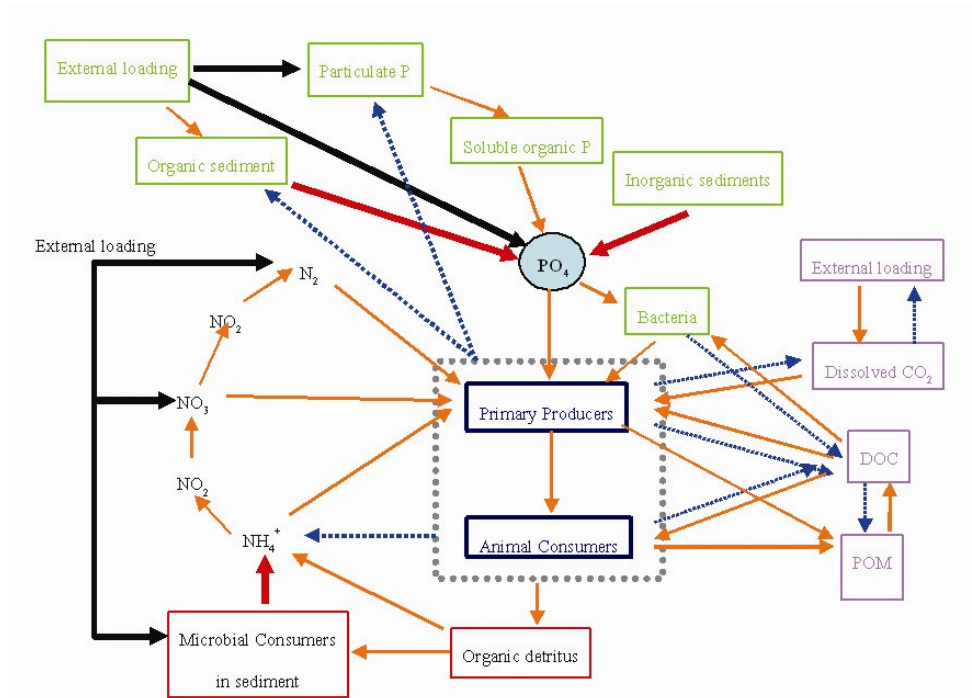 External loading
Particulate P
Soluble organic P
Organic sediment
Inorganic sediments
External loading
PO4
External loading
N2
NO2
Bacteria
Dissolved CO2
NO3
Primary Producers
DOC
NO2
NH4+
Animal Consumers
POM
Microbial Consumers
in sediment
Organic detritus